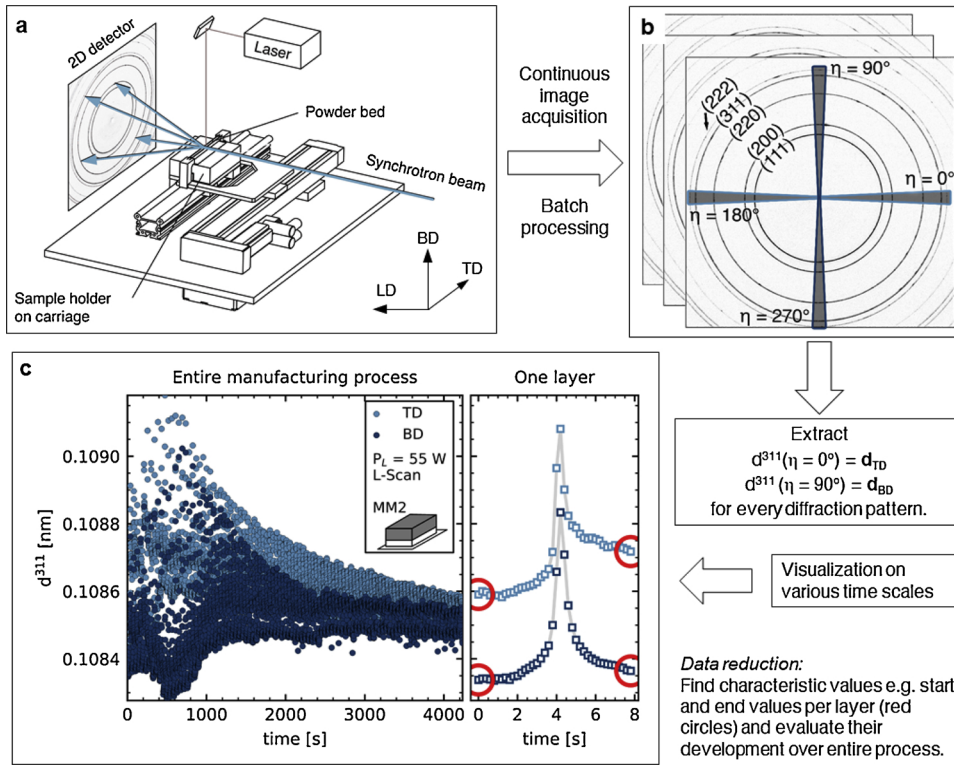 a
2D detector
Laser
Powder bed
Synchrotron beam
Sample holder
on carriage
BD
TD
LD
Continuous
image
acquisition
Batch
processing
b
η = 90°
(222)
(311)
(220)
(200)
(111)
η = 0°
η = 180°
η = 270°
Extract
d³¹¹(η = 0°) = d_TD
d³¹¹ (η = 90°) = d_BD
for every diffraction pattern.
Visualization on
various time scales
Data reduction:
Find characteristic values e.g. start
and end values per layer (red
circles) and evaluate their
development over entire process.
c
Entire manufacturing process
One layer
TD
BD
P_L = 55 W
L-Scan
MM2
d³¹¹ [nm]
0.1090
0.1088
0.1086
0.1084
0 1000 2000 3000 4000
time [s]
0 2 4 6 8
time [s]